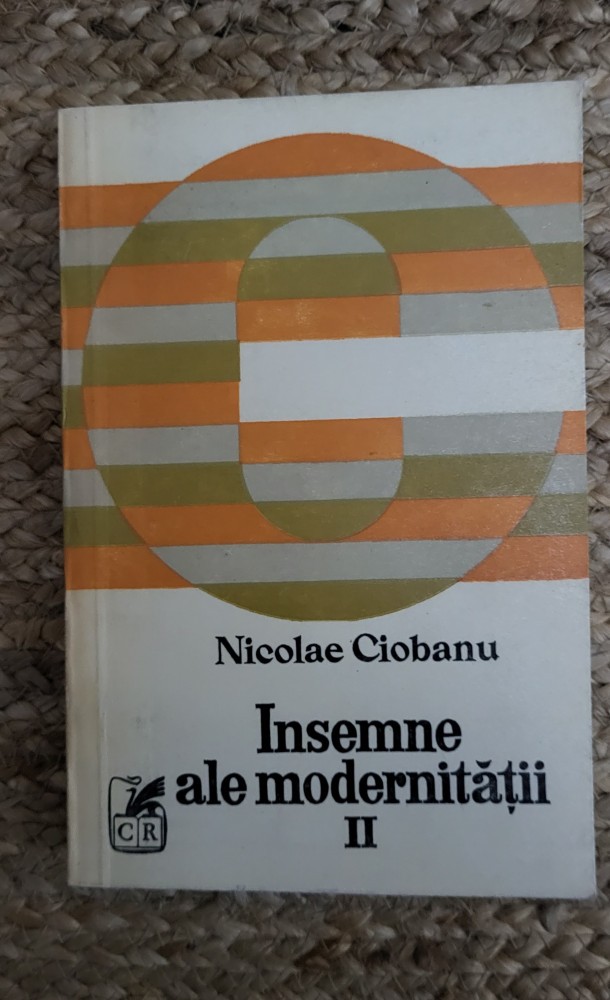 Nicolae Ciobanu
Insemne
ale modernității
II
CR